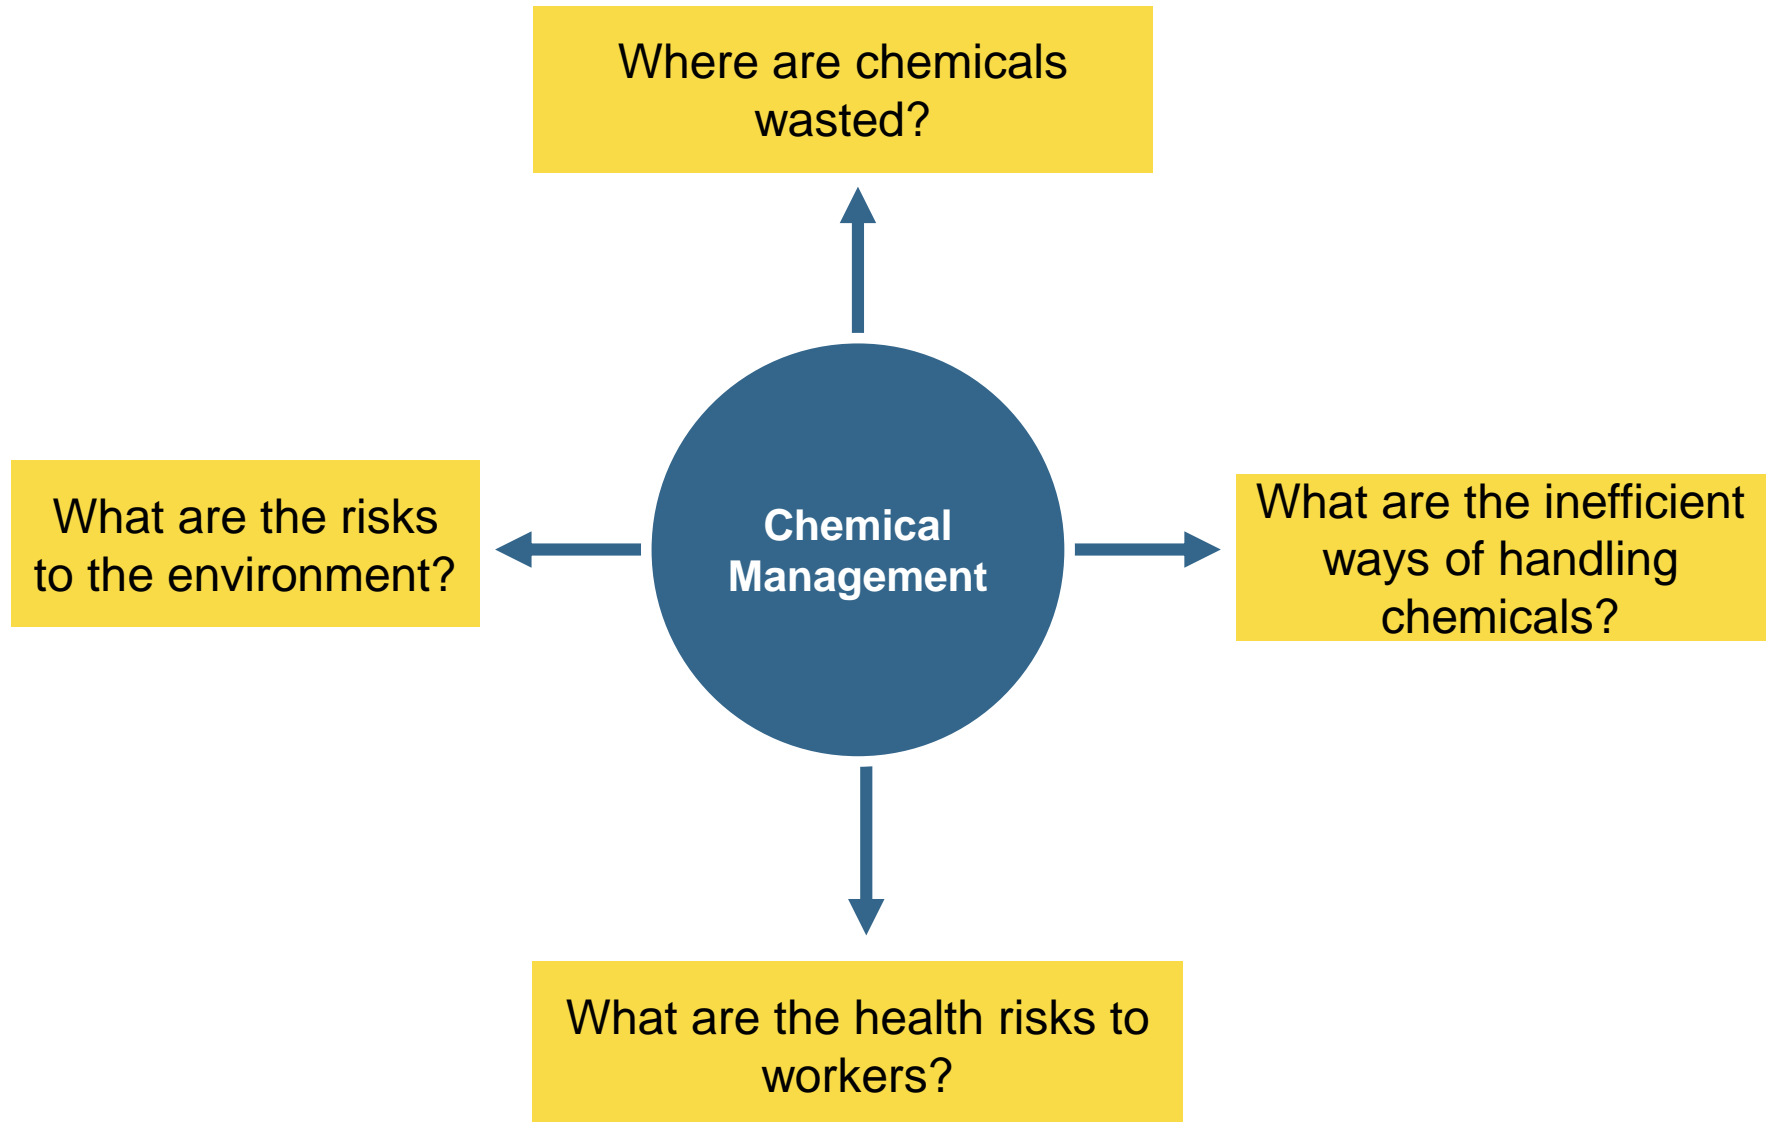 Where are chemicals
wasted?
What are the risks
to the environment?
Chemical
Management
What are the inefficient
ways of handling
chemicals?
What are the health risks to
workers?